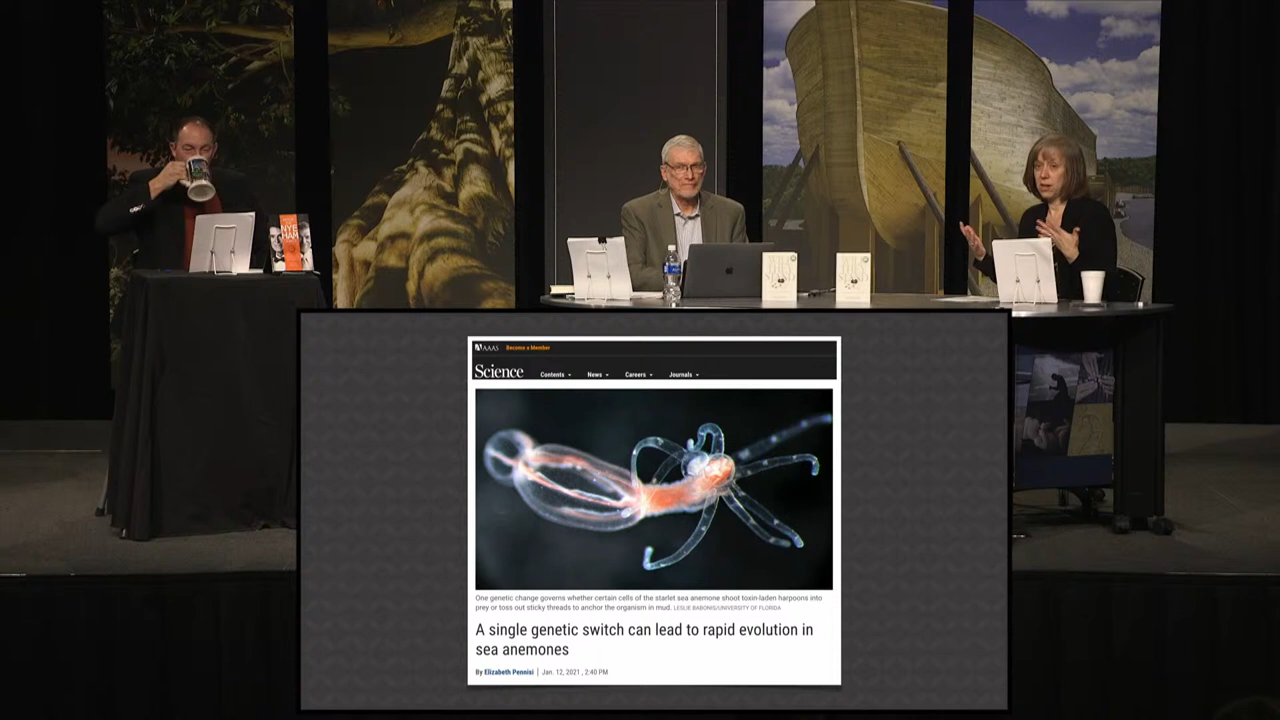 NYE
HAM
AAAS
Become a Member
Science
Contents
News
Careers
Journals
One genetic change governs whether certain cells of the starlet sea anemone shoot toxin-laden harpoons into
prey or toss out sticky threads to anchor the organism in mud. LESLIE BABONIS/UNIVERSITY OF FLORIDA
A single genetic switch can lead to rapid evolution in
sea anemones
By Elizabeth Pennisi | Jan. 12, 2021 , 2:40 PM